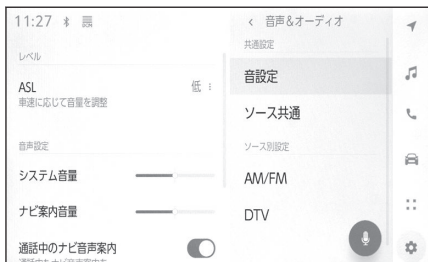 11:27
レベル
ASL
低
車速に応じて音量を調整
音声設定
システム音量
ナビ案内音量
通話中のナビ音声案内
< 音声&オーディオ
共通設定
音設定
ソース共通
ソース別設定
AM/FM
DTV